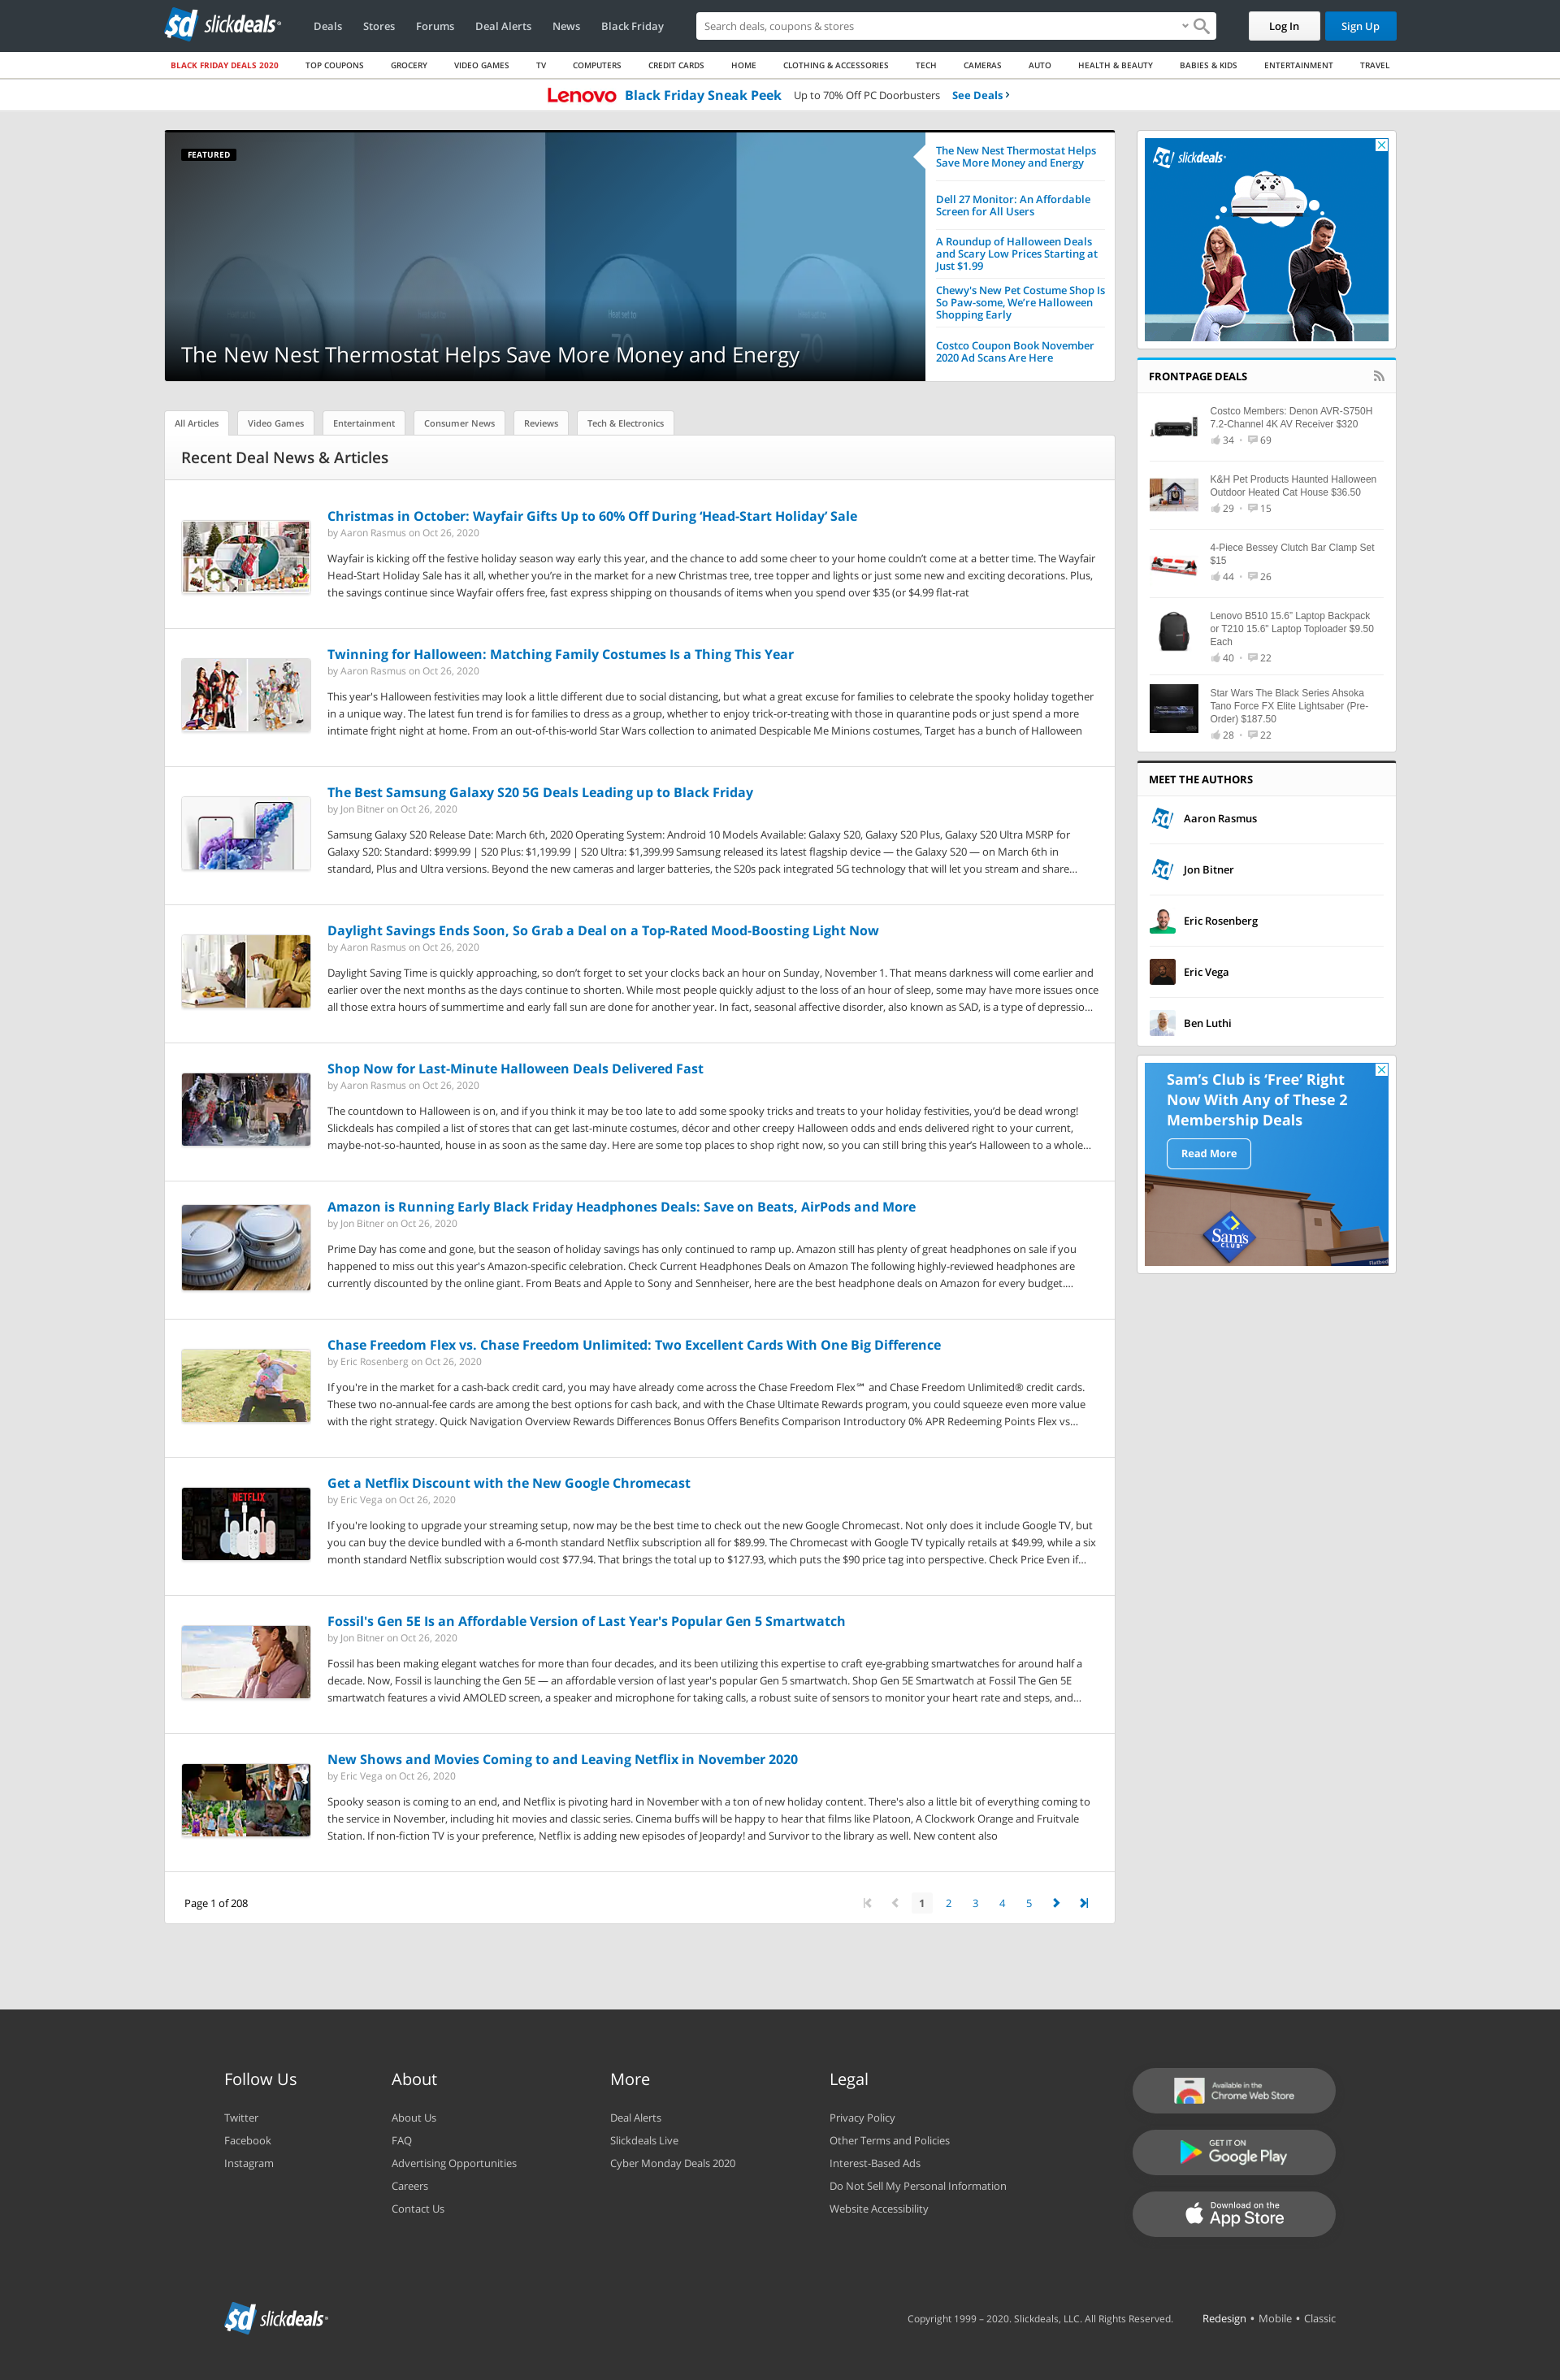 sd slickdeals
Deals Stores Forums Deal Alerts News Black Friday
Search deals, coupons & stores
Log In Sign Up
BLACK FRIDAY DEALS 2020 TOP COUPONS GROCERY VIDEO GAMES TV COMPUTERS CREDIT CARDS HOME CLOTHING & ACCESSORIES TECH CAMERAS AUTO HEALTH & BEAUTY BABIES & KIDS ENTERTAINMENT TRAVEL
Lenovo Black Friday Sneak Peek Up to 70% Off PC Doorbusters See Deals
FEATURED
The New Nest Thermostat Helps Save More Money and Energy
The New Nest Thermostat Helps
Save More Money and Energy
Dell 27 Monitor: An Affordable
Screen for All Users
A Roundup of Halloween Deals
and Scary Low Prices Starting at
Just $1.99
Chewy's New Pet Costume Shop Is
So Paw-some, We’re Halloween
Shopping Early
Costco Coupon Book November
2020 Ad Scans Are Here
All Articles Video Games Entertainment Consumer News Reviews Tech & Electronics
Recent Deal News & Articles
Christmas in October: Wayfair Gifts Up to 60% Off During ‘Head-Start Holiday’ Sale
by Aaron Rasmus on Oct 26, 2020
Wayfair is kicking off the festive holiday season way early this year, and the chance to add some cheer to your home couldn’t come at a better time. The Wayfair
Head-Start Holiday Sale has it all, whether you’re in the market for a new Christmas tree, tree topper and lights or just some new and exciting decorations. Plus,
the savings continue since Wayfair offers free, fast express shipping on thousands of items when you spend over $35 (or $4.99 flat-rat
Twinning for Halloween: Matching Family Costumes Is a Thing This Year
by Aaron Rasmus on Oct 26, 2020
This year's Halloween festivities may look a little different due to social distancing, but what a great excuse for families to celebrate the spooky holiday together
in a unique way. The latest fun trend is for families to dress as a group, whether to enjoy trick-or-treating with those in quarantine pods or just spend a more
intimate fright night at home. From an out-of-this-world Star Wars collection to animated Despicable Me Minions costumes, Target has a bunch of Halloween
The Best Samsung Galaxy S20 5G Deals Leading up to Black Friday
by Jon Bitner on Oct 26, 2020
Samsung Galaxy S20 Release Date: March 6th, 2020 Operating System: Android 10 Models Available: Galaxy S20, Galaxy S20 Plus, Galaxy S20 Ultra MSRP for
Galaxy S20: Standard: $999.99 | S20 Plus: $1,199.99 | S20 Ultra: $1,399.99 Samsung released its latest flagship device — the Galaxy S20 — on March 6th in
standard, Plus and Ultra versions. Beyond the new cameras and larger batteries, the S20s pack integrated 5G technology that will let you stream and share...
Daylight Savings Ends Soon, So Grab a Deal on a Top-Rated Mood-Boosting Light Now
by Aaron Rasmus on Oct 26, 2020
Daylight Saving Time is quickly approaching, so don’t forget to set your clocks back an hour on Sunday, November 1. That means darkness will come earlier and
earlier over the next months as the days continue to shorten. While most people quickly adjust to the loss of an hour of sleep, some may have more issues once
all those extra hours of summertime and early fall sun are done for another year. In fact, seasonal affective disorder, also known as SAD, is a type of depressio...
Shop Now for Last-Minute Halloween Deals Delivered Fast
by Aaron Rasmus on Oct 26, 2020
The countdown to Halloween is on, and if you think it may be too late to add some spooky tricks and treats to your holiday festivities, you’d be dead wrong!
Slickdeals has compiled a list of stores that can get last-minute costumes, décor and other creepy Halloween odds and ends delivered right to your current,
maybe-not-so-haunted, house in as soon as the same day. Here are some top places to shop right now, so you can still bring this year’s Halloween to a whole...
Amazon is Running Early Black Friday Headphones Deals: Save on Beats, AirPods and More
by Jon Bitner on Oct 26, 2020
Prime Day has come and gone, but the season of holiday savings has only continued to ramp up. Amazon still has plenty of great headphones on sale if you
happened to miss out this year's Amazon-specific celebration. Check Current Headphones Deals on Amazon The following highly-reviewed headphones are
currently discounted by the online giant. From Beats and Apple to Sony and Sennheiser, here are the best headphone deals on Amazon for every budget....
Chase Freedom Flex vs. Chase Freedom Unlimited: Two Excellent Cards With One Big Difference
by Eric Rosenberg on Oct 26, 2020
If you're in the market for a cash-back credit card, you may have already come across the Chase Freedom Flex℠ and Chase Freedom Unlimited® credit cards.
These two no-annual-fee cards are among the best options for cash back, and with the Chase Ultimate Rewards program, you could squeeze even more value
with the right strategy. Quick Navigation Overview Rewards Differences Bonus Offers Benefits Comparison Introductory 0% APR Redeeming Points Flex vs...
NETFLIX
Get a Netflix Discount with the New Google Chromecast
by Eric Vega on Oct 26, 2020
If you're looking to upgrade your streaming setup, now may be the best time to check out the new Google Chromecast. Not only does it include Google TV, but
you can buy the device bundled with a 6-month standard Netflix subscription all for $89.99. The Chromecast with Google TV typically retails at $49.99, while a six
month standard Netflix subscription would cost $77.94. That brings the total up to $127.93, which puts the $90 price tag into perspective. Check Price Even if...
Fossil's Gen 5E Is an Affordable Version of Last Year's Popular Gen 5 Smartwatch
by Jon Bitner on Oct 26, 2020
Fossil has been making elegant watches for more than four decades, and its been utilizing this expertise to craft eye-grabbing smartwatches for around half a
decade. Now, Fossil is launching the Gen 5E — an affordable version of last year's popular Gen 5 smartwatch. Shop Gen 5E Smartwatch at Fossil The Gen 5E
smartwatch features a vivid AMOLED screen, a speaker and microphone for taking calls, a robust suite of sensors to monitor your heart rate and steps, and...
New Shows and Movies Coming to and Leaving Netflix in November 2020
by Eric Vega on Oct 26, 2020
Spooky season is coming to an end, and Netflix is pivoting hard in November with a ton of new holiday content. There's also a little bit of everything coming to
the service in November, including hit movies and classic series. Cinema buffs will be happy to hear that films like Platoon, A Clockwork Orange and Fruitvale
Station. If non-fiction TV is your preference, Netflix is adding new episodes of Jeopardy! and Survivor to the library as well. New content also
Page 1 of 208
1 2 3 4 5
sd slickdeals
FRONTPAGE DEALS
Costco Members: Denon AVR-S750H
7.2-Channel 4K AV Receiver $320
34 • 69
K&H Pet Products Haunted Halloween
Outdoor Heated Cat House $36.50
29 • 15
4-Piece Bessey Clutch Bar Clamp Set
$15
44 • 26
Lenovo B510 15.6" Laptop Backpack
or T210 15.6" Laptop Toploader $9.50
Each
40 • 22
Star Wars The Black Series Ahsoka
Tano Force FX Elite Lightsaber (Pre-
Order) $187.50
28 • 22
MEET THE AUTHORS
sd Aaron Rasmus
sd Jon Bitner
Eric Rosenberg
Eric Vega
Ben Luthi
Sam’s Club is ‘Free’ Right
Now With Any of These 2
Membership Deals
Read More
Sam's
CLUB
Follow Us
Twitter
Facebook
Instagram
About
About Us
FAQ
Advertising Opportunities
Careers
Contact Us
More
Deal Alerts
Slickdeals Live
Cyber Monday Deals 2020
Legal
Privacy Policy
Other Terms and Policies
Interest-Based Ads
Do Not Sell My Personal Information
Website Accessibility
Available in the
Chrome Web Store
GET IT ON
Google Play
Download on the
App Store
sd slickdeals
Copyright 1999 – 2020. Slickdeals, LLC. All Rights Reserved. Redesign • Mobile • Classic